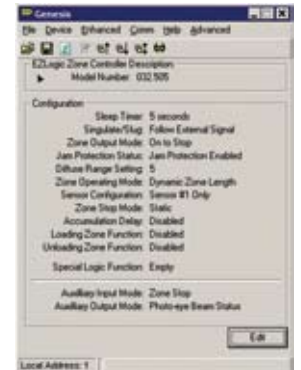 Genesis
File Device Enhanced Comm Help Advanced
EZLogic Zone Controller Description
Model Number: 032.505
Configuration
Sleep Timer: 5 seconds
Singulate/Slug: Follow External Signal
Zone Output Mode: On to Stop
Jam Protection Status: Jam Protection Enabled
Diffuse Range Setting: 5
Zone Operating Mode: Dynamic Zone Length
Sensor Configuration: Sensor #1 Only
Zone Stop Mode: Static
Accumulation Delay: Disabled
Loading Zone Function: Disabled
Unloading Zone Function: Disabled
Special Logic Function: Empty
Auxiliary Input Mode: Zone Stop
Auxiliary Output Mode: Photo-eye Beam Status
Edit
Local Address: 1